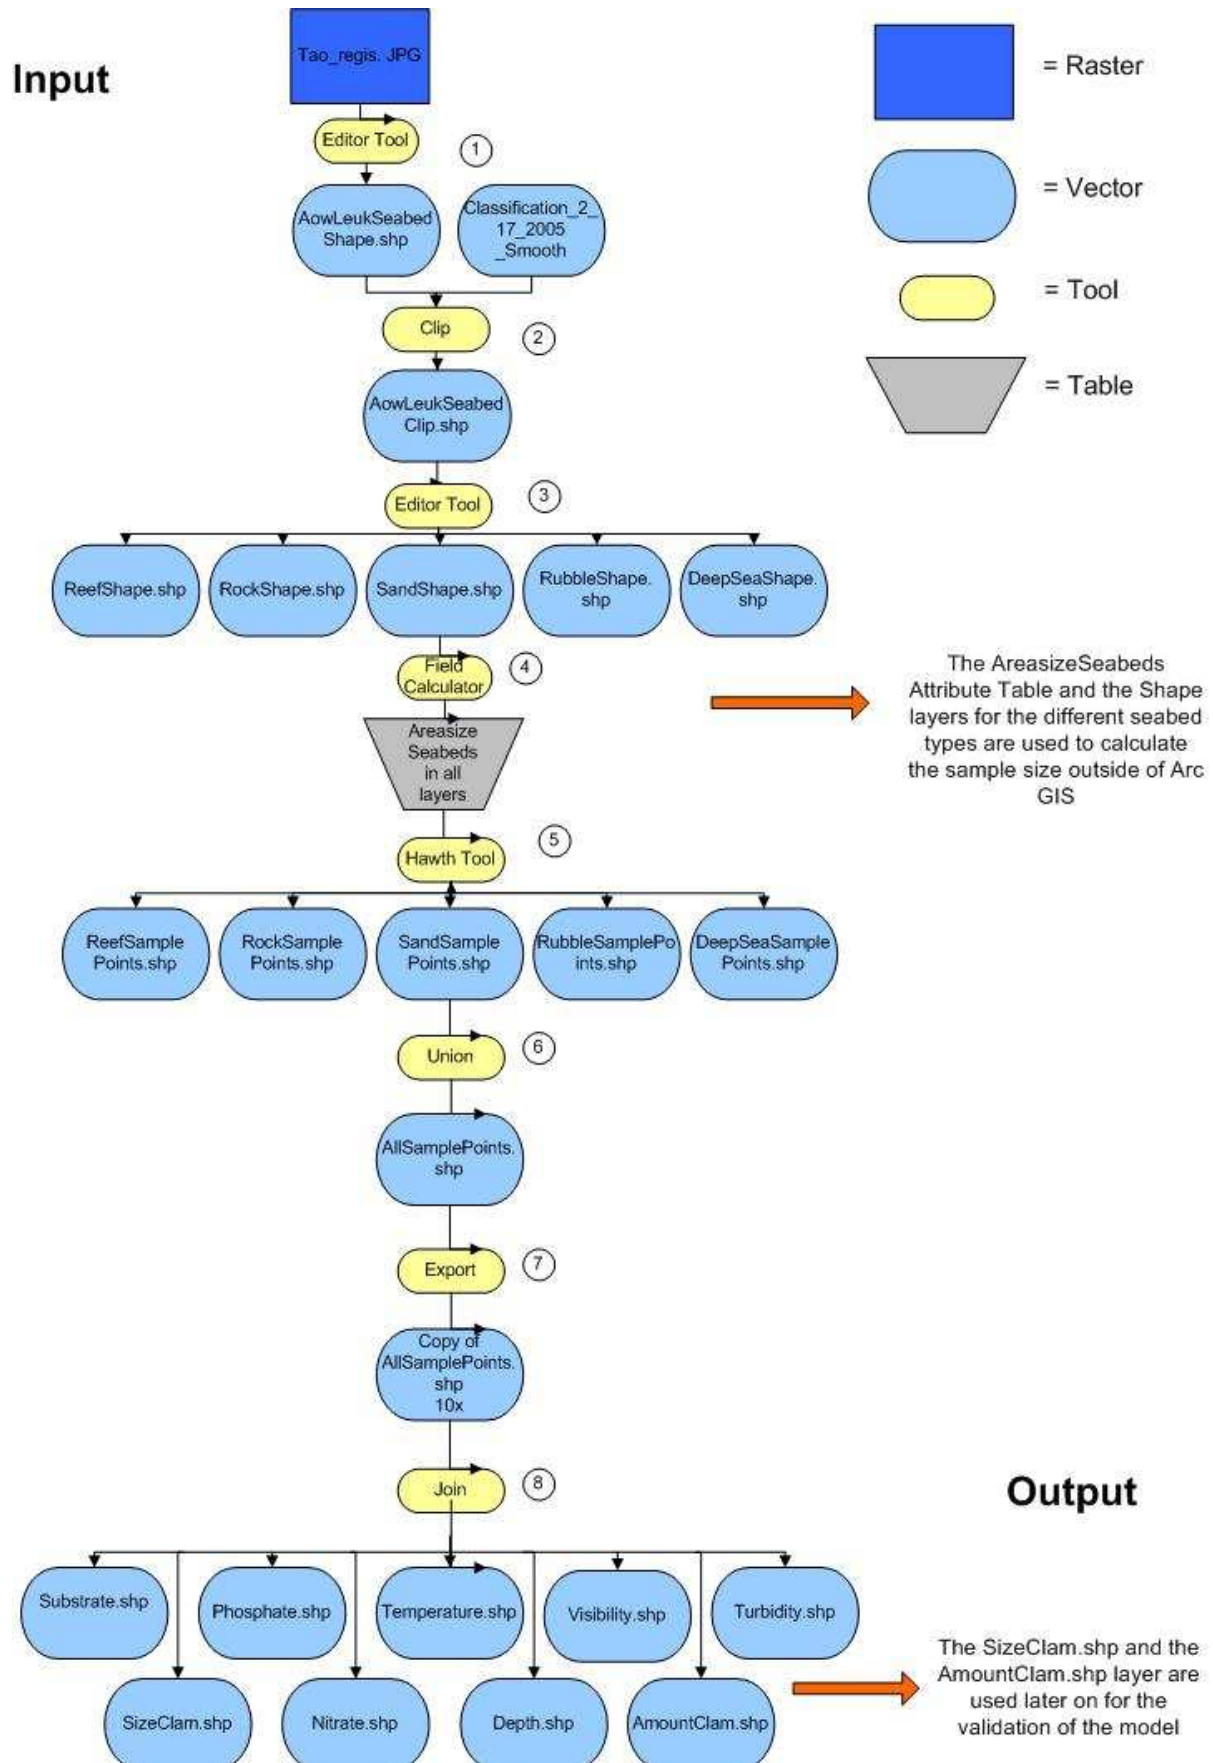 Input
Tao_regis. JPG
= Raster
Editor Tool
1
= Vector
AowLeukSeabed
Shape.shp
Classification_2_
17_2005
_Smooth
= Tool
Clip
2
= Table
AowLeukSeabed
Clip.shp
Editor Tool
3
ReefShape.shp
RockShape.shp
SandShape.shp
RubbleShape.
shp
DeepSeaShape.
shp
Field
Calculator
4
The AreasizeSeabeds
Attribute Table and the Shape
layers for the different seabed
types are used to calculate
the sample size outside of Arc
GIS
Areasize
Seabeds
in all
layers
Hawth Tool
5
ReefSample
Points.shp
RockSample
Points.shp
SandSample
Points.shp
RubbleSamplePo
ints.shp
DeepSeaSample
Points.shp
Union
6
AllSamplePoints.
shp
Export
7
Copy of
AllSamplePoints.
shp
10x
Join
8
Output
Substrate.shp
Phosphate.shp
Temperature.shp
Visibility.shp
Turbidity.shp
SizeClam.shp
Nitrate.shp
Depth.shp
AmountClam.shp
The SizeClam.shp and the
AmountClam.shp layer are
used later on for the
validation of the model